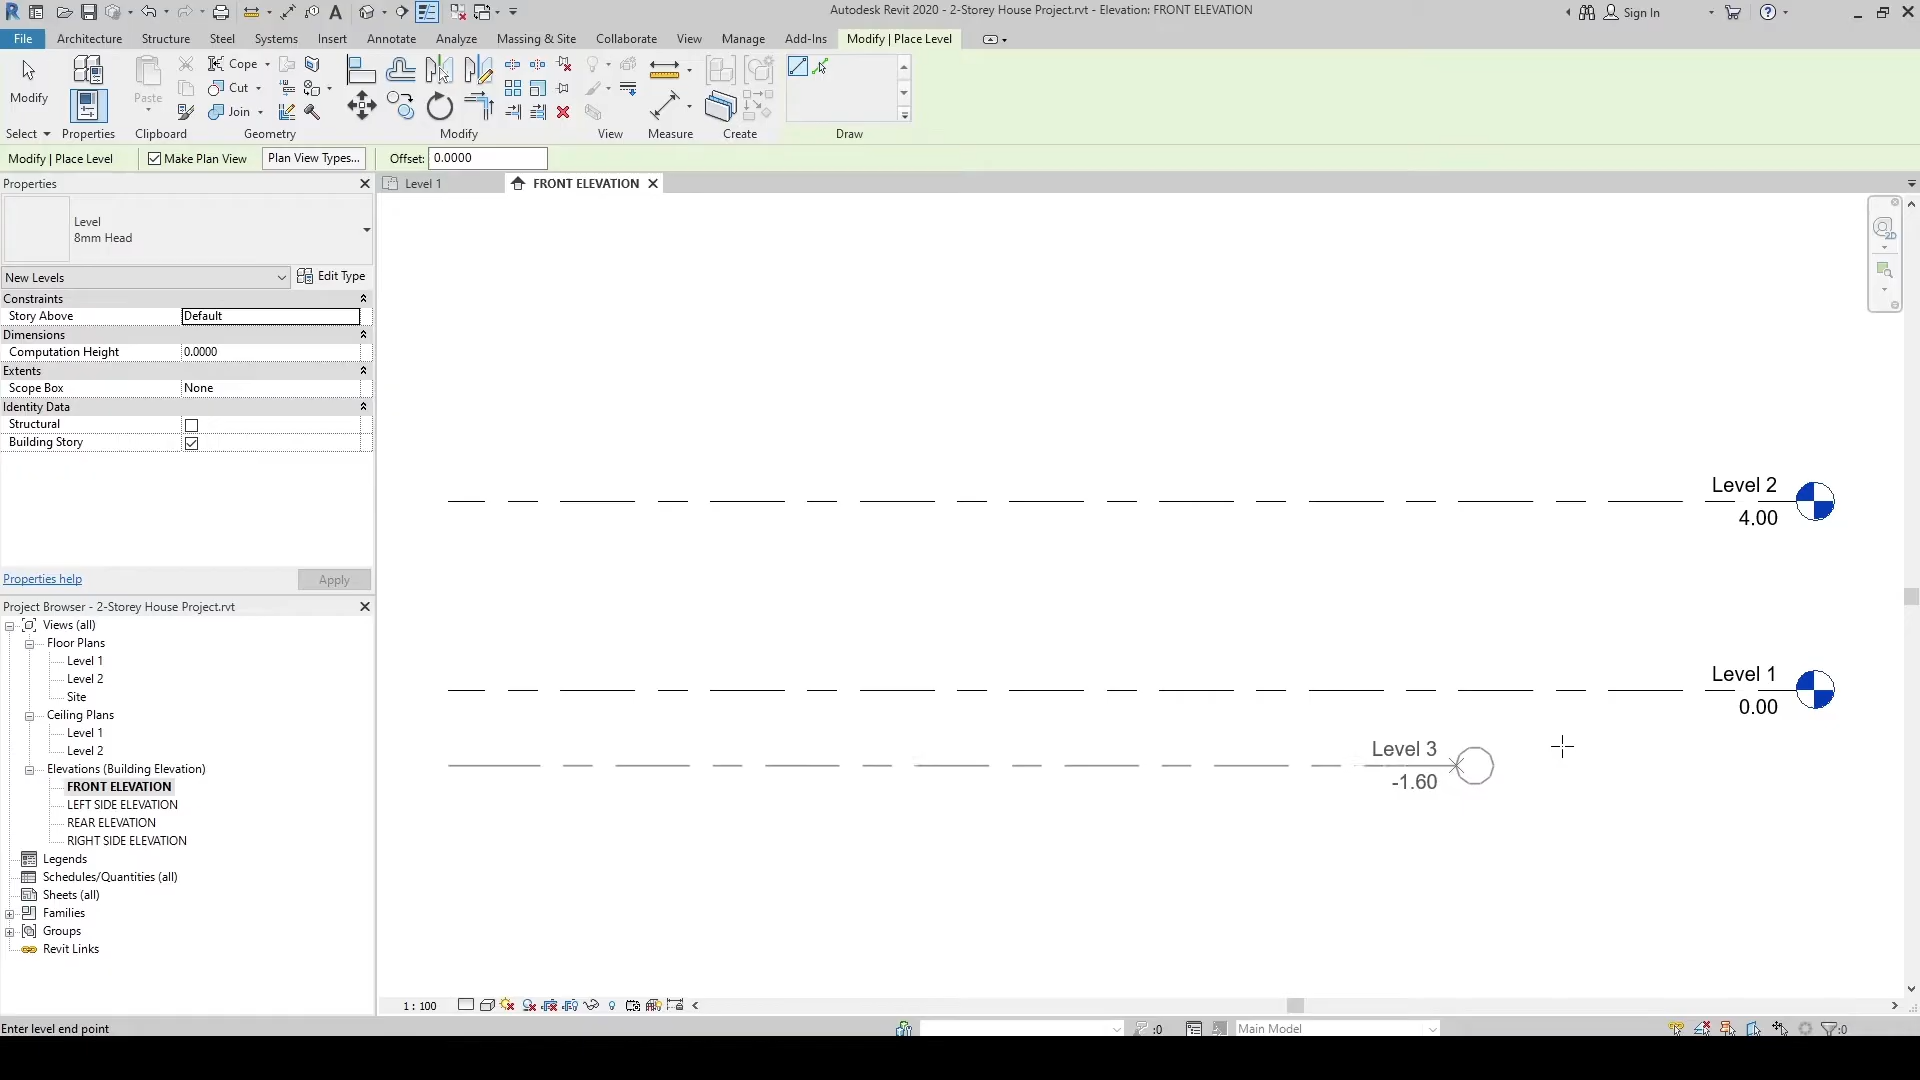 Autodesk Revit 2020 - 2-Storey House Project.rvt - Elevation: FRONT ELEVATION
Sign In
File Architecture Structure Steel Systems Insert Annotate Analyze Massing & Site Collaborate View Manage Add-Ins Modify | Place Level
Modify
Paste
Cope
Cut
Join
Select Properties Clipboard Geometry Modify View Measure Create Draw
Modify | Place Level Make Plan View Plan View Types... Offset: 0.0000
Properties
Level 1 FRONT ELEVATION
Level
8mm Head
New Levels Edit Type
Constraints
Story Above Default
Dimensions
Computation Height 0.0000
Extents
Scope Box None
Identity Data
Structural
Building Story
Properties help Apply
Project Browser - 2-Storey House Project.rvt
Views (all)
Floor Plans
Level 1
Level 2
Site
Ceiling Plans
Level 1
Level 2
Elevations (Building Elevation)
FRONT ELEVATION
LEFT SIDE ELEVATION
REAR ELEVATION
RIGHT SIDE ELEVATION
Legends
Schedules/Quantities (all)
Sheets (all)
Families
Groups
Revit Links
2D
Level 2
4.00
Level 1
0.00
Level 3
-1.60
1 : 100
Enter level end point
:0
Main Model
:0